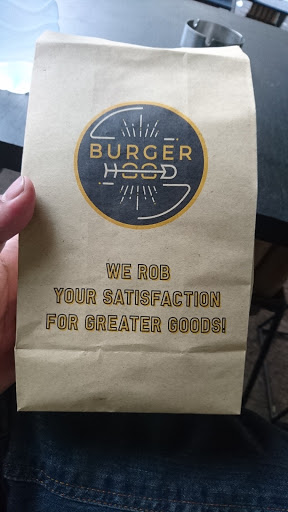 BURGER
HOOD
WE ROB
YOUR SATISFACTION
FOR GREATER GOODS!